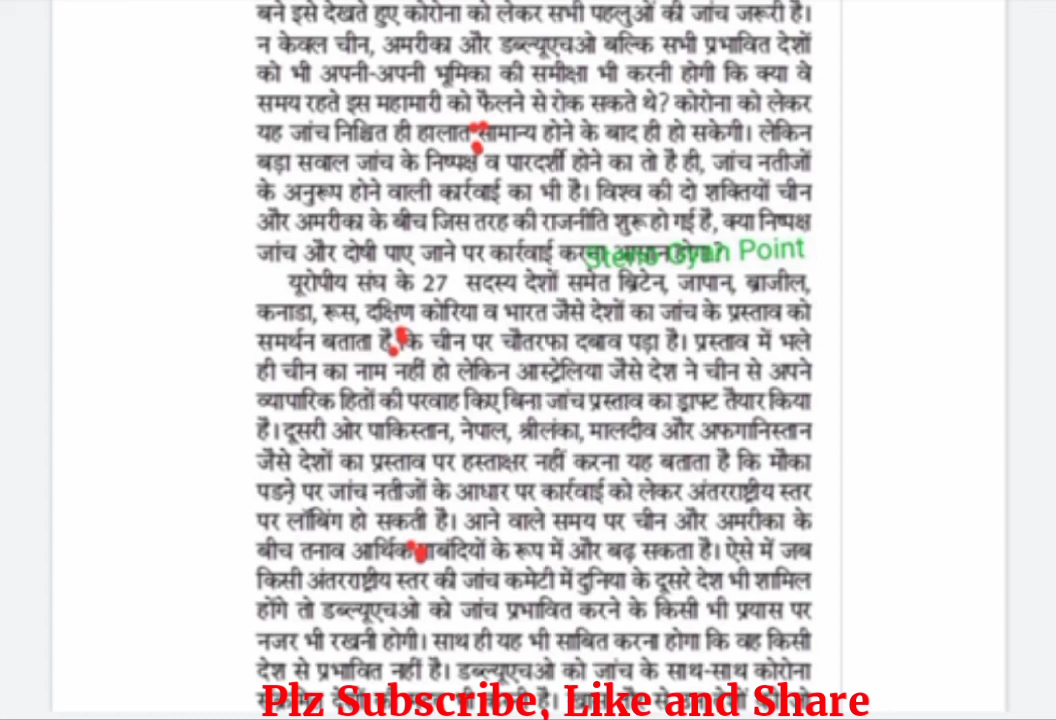 बने इसे देखते हुए कोरोना को लेकर सभी पहलुओं की जांच जरूरी है।
न केवल चीन, अमरीका और डब्ल्यूएचओ बल्कि सभी प्रभावित देशों
को भी अपनी-अपनी भूमिका की समीक्षा भी करनी होगी कि क्या वे
समय रहते इस महामारी को फैलने से रोक सकते थे? कोरोना को लेकर
यह जांच निश्चित ही हालात सामान्य होने के बाद ही हो सकेगी। लेकिन
बड़ा सवाल जांच के निष्पक्ष व पारदर्शी होने का तो है ही, जांच नतीजों
के अनुरूप होने वाली कार्रवाई का भी है। विश्व की दो शक्तियों चीन
और अमरीका के बीच जिस तरह की राजनीति शुरू हो गई है, क्या निष्पक्ष
जांच और दोषी पाए जाने पर कार्रवाई करना आसान होगा?
Steno Gyan Point
यूरोपीय संघ के 27 सदस्य देशों समेत ब्रिटेन, जापान, ब्राजील,
कनाडा, रूस, दक्षिण कोरिया व भारत जैसे देशों का जांच के प्रस्ताव को
समर्थन बताता है कि चीन पर चौतरफा दबाव पड़ा है। प्रस्ताव में भले
ही चीन का नाम नहीं हो लेकिन आस्ट्रेलिया जैसे देश ने चीन से अपने
व्यापारिक हितों की परवाह किए बिना जांच प्रस्ताव का ड्राफ्ट तैयार किया
है। दूसरी ओर पाकिस्तान, नेपाल, श्रीलंका, मालदीव और अफगानिस्तान
जैसे देशों का प्रस्ताव पर हस्ताक्षर नहीं करना यह बताता है कि मौका
पडऩे पर जांच नतीजों के आधार पर कार्रवाई को लेकर अंतरराष्ट्रीय स्तर
पर लॉबिंग हो सकती है। आने वाले समय पर चीन और अमरीका के
बीच तनाव आर्थिक पाबंदियों के रूप में और बढ़ सकता है। ऐसे में जब
किसी अंतरराष्ट्रीय स्तर की जांच कमेटी में दुनिया के दूसरे देश भी शामिल
होंगे तो डब्ल्यूएचओ को जांच प्रभावित करने के किसी भी प्रयास पर
नजर भी रखनी होगी। साथ ही यह भी साबित करना होगा कि वह किसी
देश से प्रभावित नहीं है। डब्ल्यूएचओ को जांच के साथ-साथ कोरोना
Plz Subscribe, Like and Share